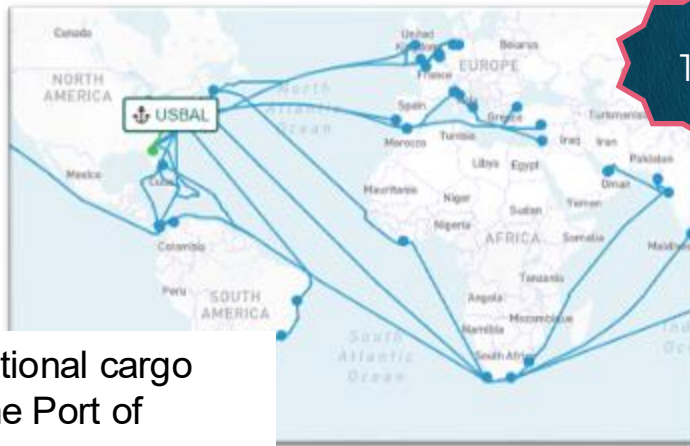 Canada
United Kingdom
Belarus
NORTH AMERICA
EUROPE
France
North Atlantic Ocean
USBAL
Spain
Greece
Turkmenistan
Morocco
Tunisia
Iraq
Iran
Mexico
Cuba
Libya
Egypt
Pakistan
Oman
Mauritania
Niger
Sudan
Yemen
Nigeria
AFRICA
Somalia
Maldives
Colombia
Peru
SOUTH AMERICA
Tanzania
Angola
Mozambique
Namibia
South Atlantic Ocean
South Africa
tional cargo
e Port of